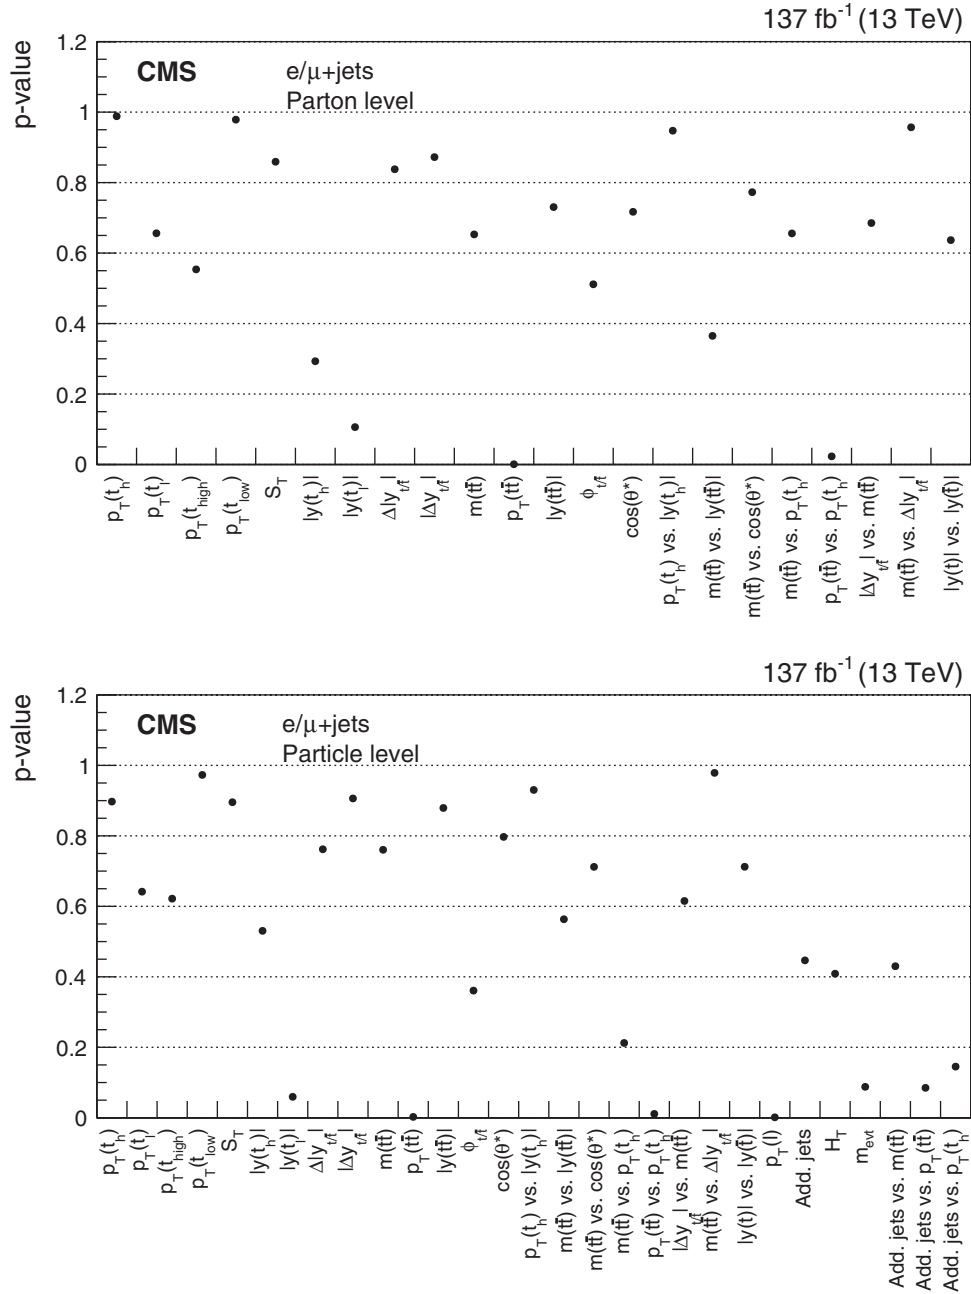 137 fb⁻¹ (13 TeV)
p-value
CMS
e/μ+jets
Parton level
1.2
1
0.8
0.6
0.4
0.2
0
p_T(t_h)
p_T(t_l)
p_T(t_high)
p_T(t_low)
S_T
|y(t_h)|
|y(t_l)|
Δ|y_t/t̄|
|Δy_t/t̄|
m(tt̄)
p_T(tt̄)
|y(tt̄)|
ϕ_t/t̄
cos(θ*)
p_T(t_h) vs. |y(t_h)|
m(tt̄) vs. |y(tt̄)|
m(tt̄) vs. cos(θ*)
m(tt̄) vs. p_T(t_h)
p_T(tt̄) vs. p_T(t_h)
|Δy_t/t̄| vs. m(tt̄)
m(tt̄) vs. Δ|y_t/t̄|
|y(t)| vs. |y(t̄)|
137 fb⁻¹ (13 TeV)
p-value
CMS
e/μ+jets
Particle level
1.2
1
0.8
0.6
0.4
0.2
0
p_T(t_h)
p_T(t_l)
p_T(t_high)
p_T(t_low)
S_T
|y(t_h)|
|y(t_l)|
Δ|y_t/t̄|
|Δy_t/t̄|
m(tt̄)
p_T(tt̄)
|y(tt̄)|
ϕ_t/t̄
cos(θ*)
p_T(t_h) vs. |y(t_h)|
m(tt̄) vs. |y(tt̄)|
m(tt̄) vs. cos(θ*)
m(tt̄) vs. p_T(t_h)
p_T(tt̄) vs. p_T(t_h)
|Δy_t/t̄| vs. m(tt̄)
m(tt̄) vs. Δ|y_t/t̄|
|y(t)| vs. |y(t̄)|
p_T(l)
Add. jets
H_T
m_evt
Add. jets vs. m(tt̄)
Add. jets vs. p_T(tt̄)
Add. jets vs. p_T(t_h)